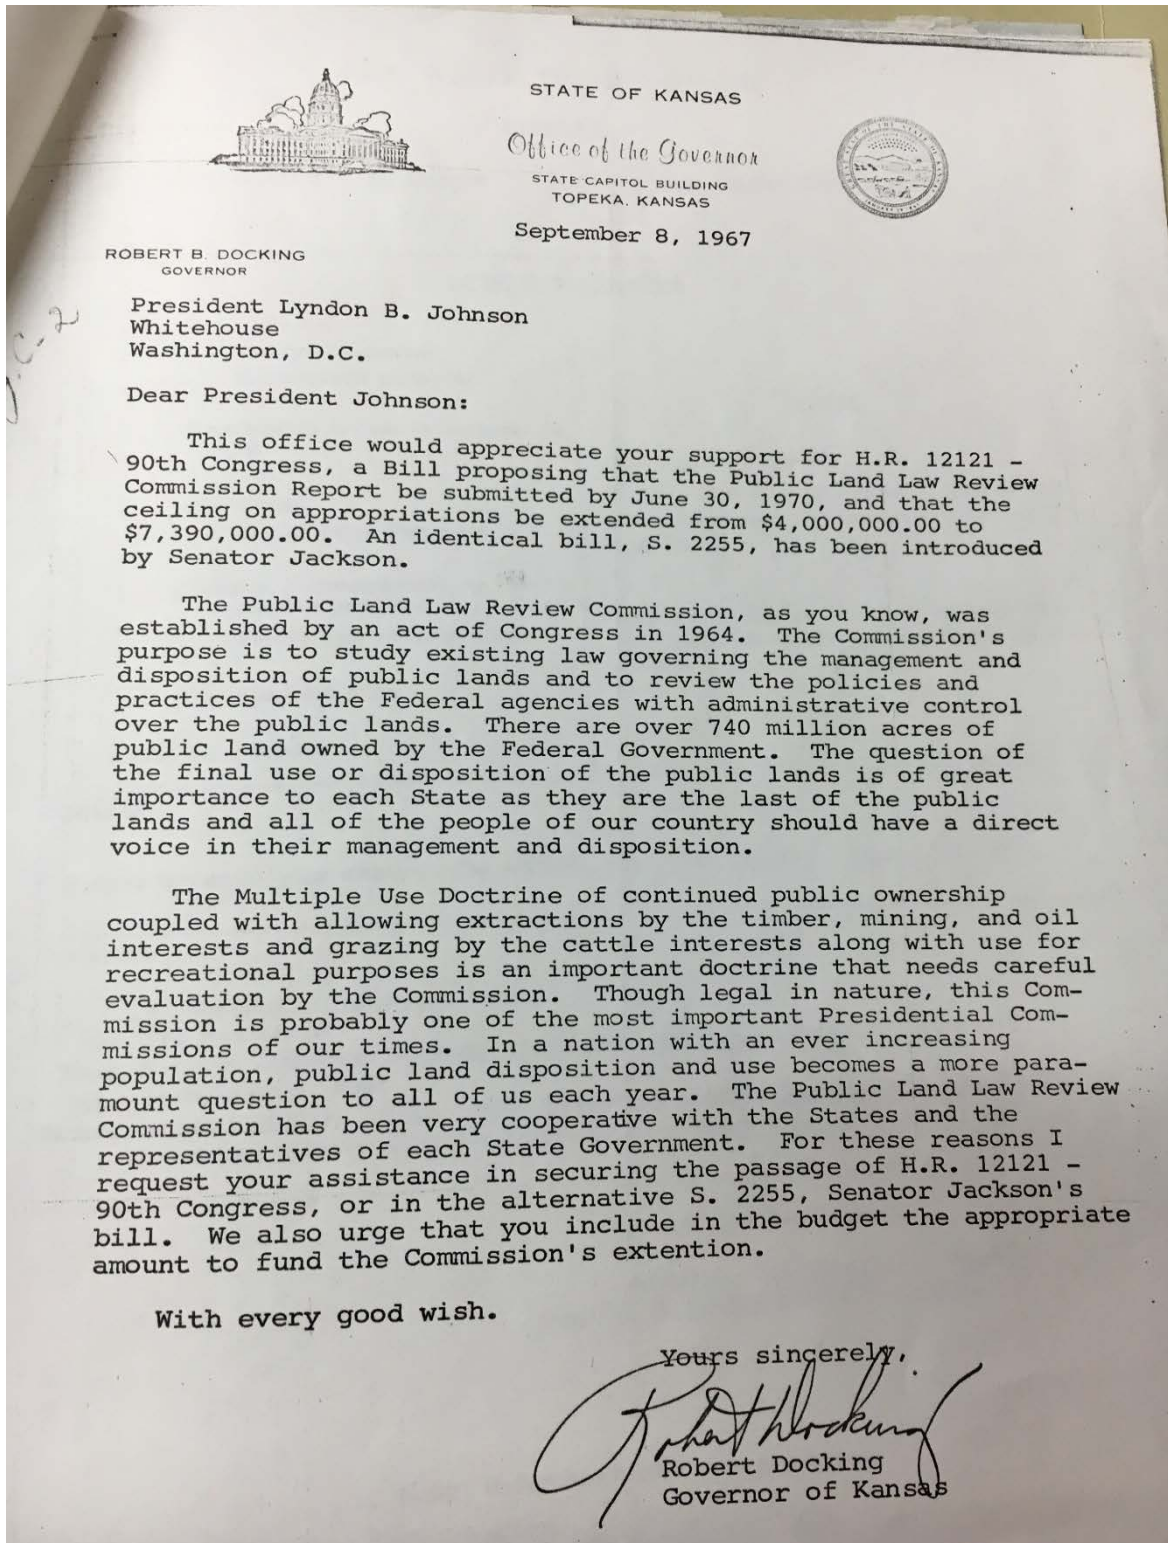 STATE OF KANSAS
Office of the Governor
STATE CAPITOL BUILDING
TOPEKA, KANSAS
September 8, 1967
ROBERT B. DOCKING
GOVERNOR
President Lyndon B. Johnson
Whitehouse
Washington, D.C.
Dear President Johnson:
This office would appreciate your support for H.R. 12121 -
90th Congress, a Bill proposing that the Public Land Law Review
Commission Report be submitted by June 30, 1970, and that the
ceiling on appropriations be extended from $4,000,000.00 to
$7,390,000.00. An identical bill, S. 2255, has been introduced
by Senator Jackson.
The Public Land Law Review Commission, as you know, was
established by an act of Congress in 1964. The Commission's
purpose is to study existing law governing the management and
disposition of public lands and to review the policies and
practices of the Federal agencies with administrative control
over the public lands. There are over 740 million acres of
public land owned by the Federal Government. The question of
the final use or disposition of the public lands is of great
importance to each State as they are the last of the public
lands and all of the people of our country should have a direct
voice in their management and disposition.
The Multiple Use Doctrine of continued public ownership
coupled with allowing extractions by the timber, mining, and oil
interests and grazing by the cattle interests along with use for
recreational purposes is an important doctrine that needs careful
evaluation by the Commission. Though legal in nature, this Com-
mission is probably one of the most important Presidential Com-
missions of our times. In a nation with an ever increasing
population, public land disposition and use becomes a more para-
mount question to all of us each year. The Public Land Law Review
Commission has been very cooperative with the States and the
representatives of each State Government. For these reasons I
request your assistance in securing the passage of H.R. 12121 -
90th Congress, or in the alternative S. 2255, Senator Jackson's
bill. We also urge that you include in the budget the appropriate
amount to fund the Commission's extention.
With every good wish.
Yours sincerely,
Robert Docking
Robert Docking
Governor of Kansas